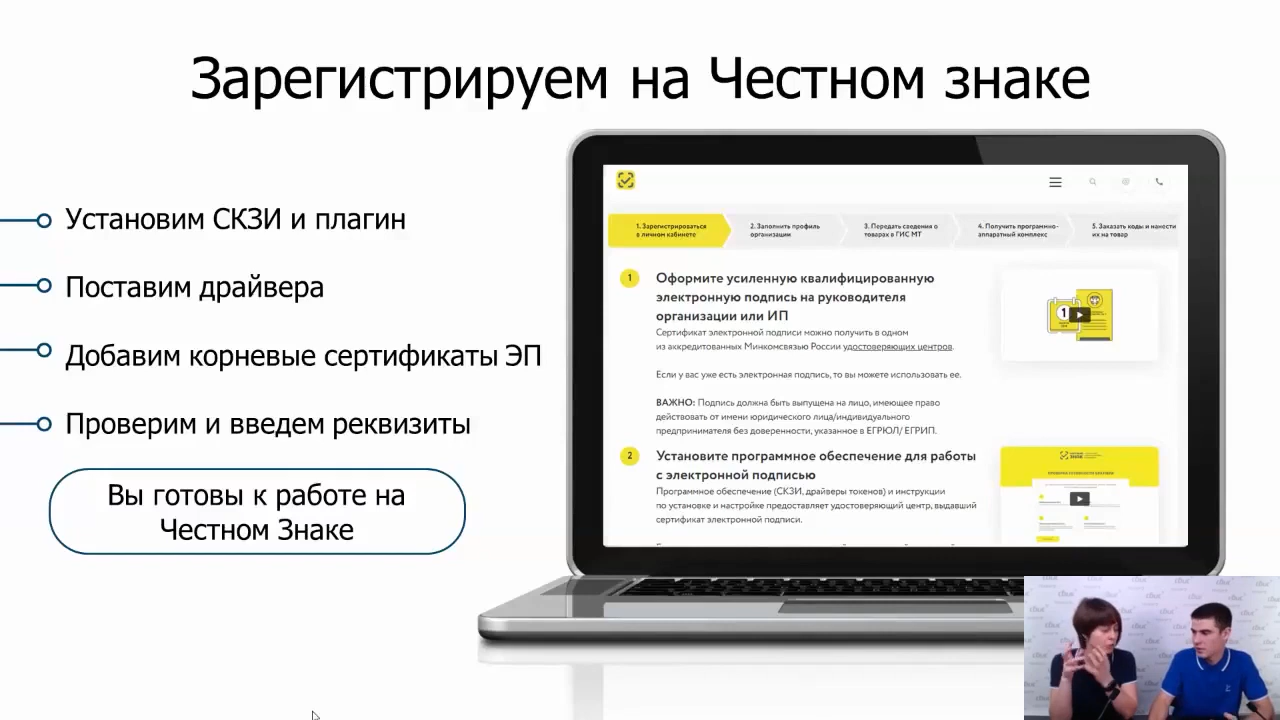 Зарегистрируем на Честном знаке
Установим СКЗИ и плагин
Поставим драйвера
Добавим корневые сертификаты ЭП
Проверим и введем реквизиты
Вы готовы к работе на
Честном Знаке
1. Зарегистрироваться
в личном кабинете
2. Заполнить профиль
организации
3. Передать сведения о
товарах в ГИС МТ
4. Получить программно-
аппаратный комплекс
5. Заказать коды и нанести
их на товар
1
Оформите усиленную квалифицированную
электронную подпись на руководителя
организации или ИП
Сертификат электронной подписи можно получить в одном
из аккредитованных Минкомсвязью России удостоверяющих центров.
Если у вас уже есть электронная подпись, то вы можете использовать ее.
ВАЖНО: Подпись должна быть выпущена на лицо, имеющее право
действовать от имени юридического лица/индивидуального
предпринимателя без доверенности, указанное в ЕГРЮЛ/ ЕГРИП.
1
2
Установите программное обеспечение для работы
с электронной подписью
Программное обеспечение (СКЗИ, драйверы токенов) и инструкции
по установке и настройке предоставляет удостоверяющий центр, выдавший
сертификат электронной подписи.